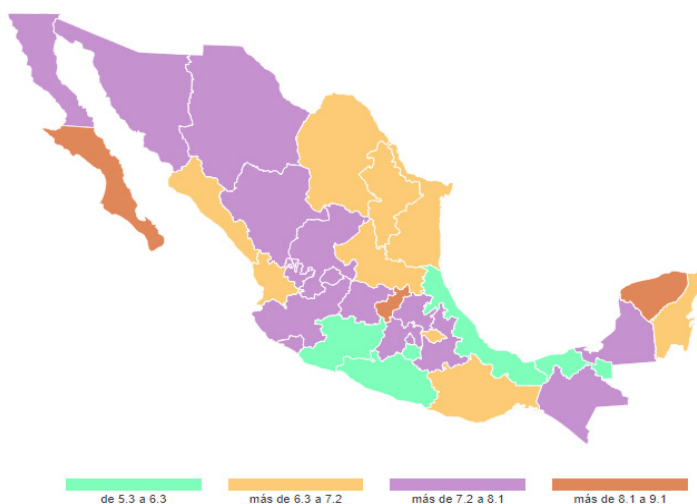 de 5.3 a 6.3
más de 6.3 a 7.2
más de 7.2 a 8.1
más de 8.1 a 9.1